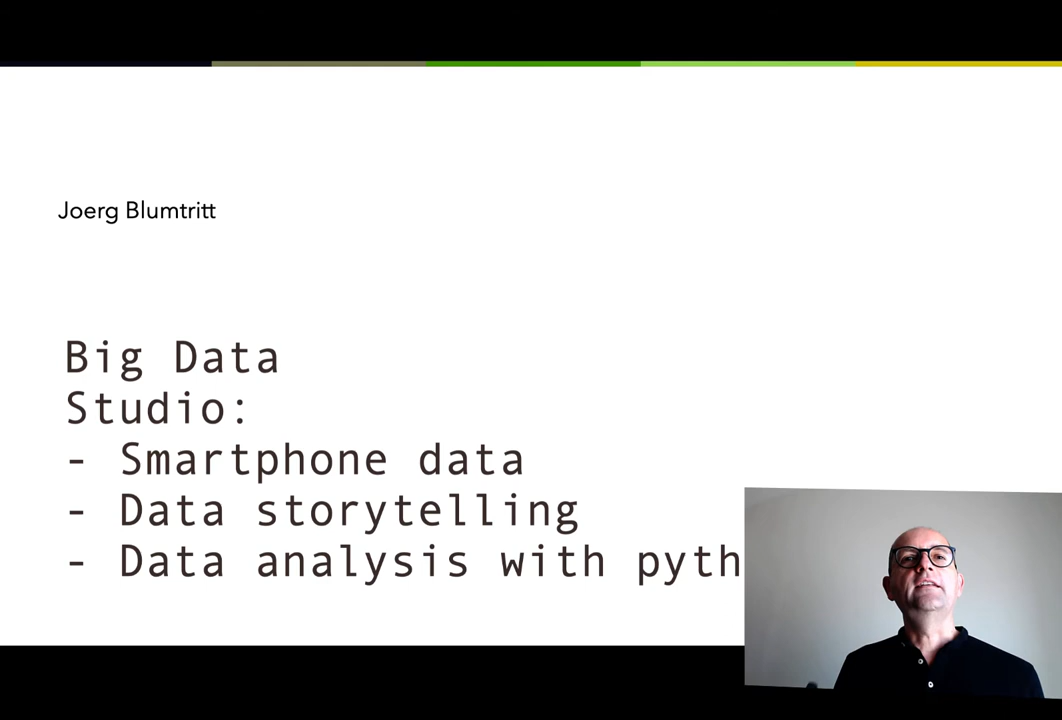 Joerg Blumtritt
Big Data
Studio:
- Smartphone data
- Data storytelling
- Data analysis with pyth